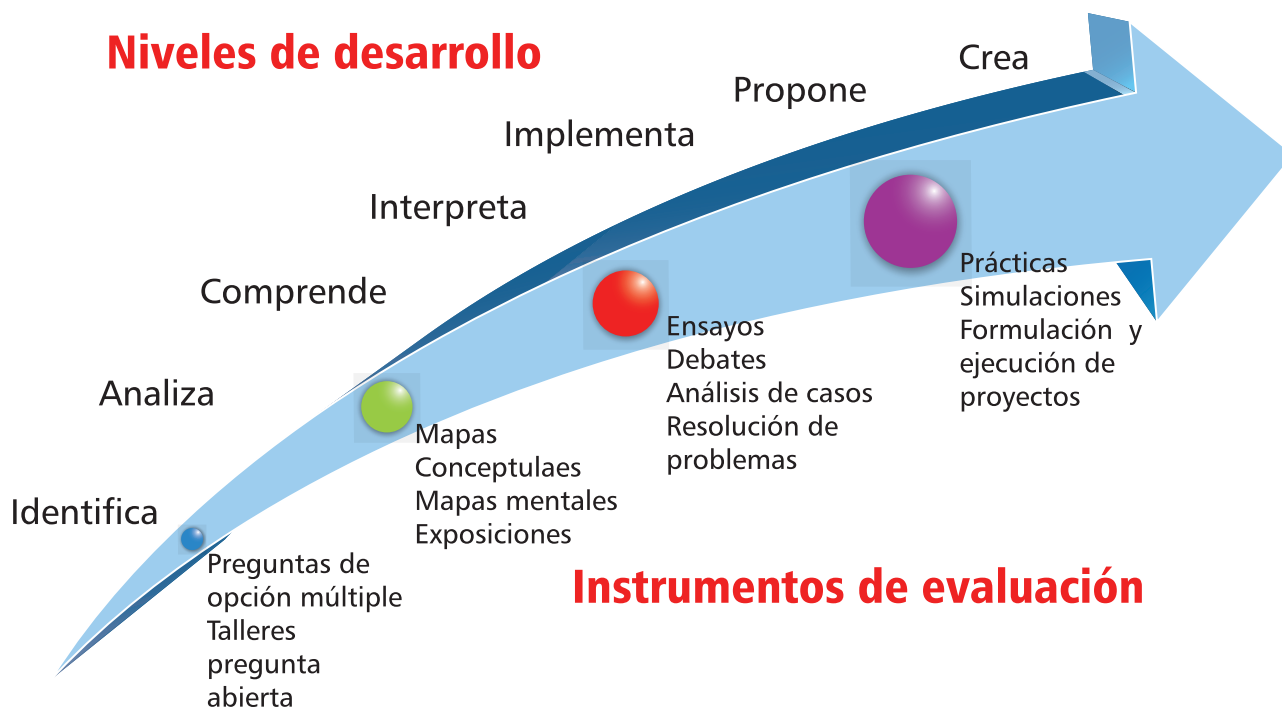 Niveles de desarrollo
Crea
Propone
Implementa
Interpreta
Comprende
Analiza
Identifica
Preguntas de
opción múltiple
Talleres
pregunta
abierta
Mapas
Conceptulaes
Mapas mentales
Exposiciones
Ensayos
Debates
Análisis de casos
Resolución de
problemas
Prácticas
Simulaciones
Formulación y
ejecución de
proyectos
Instrumentos de evaluación